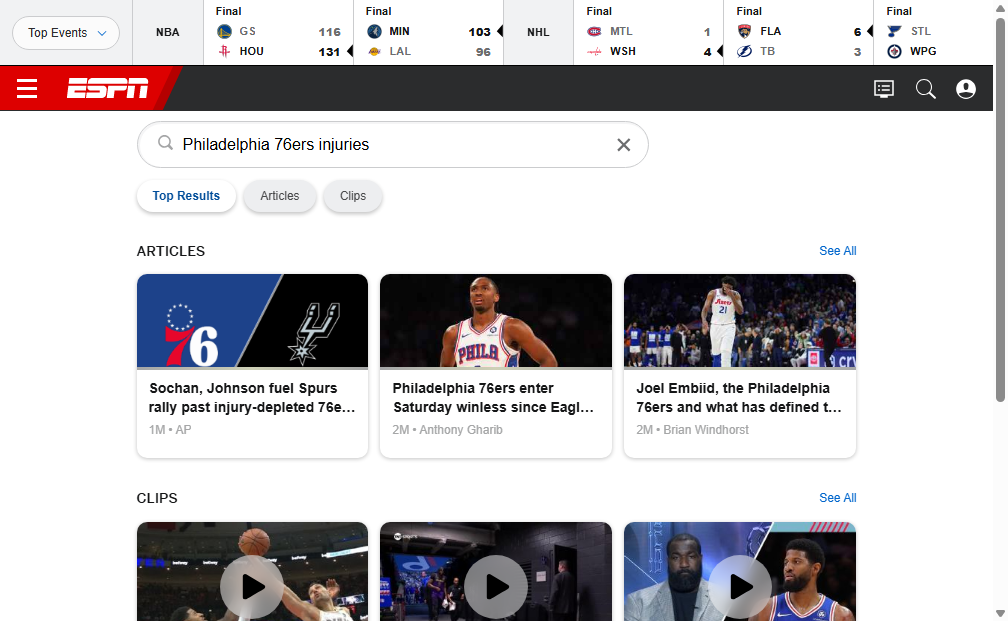 Top Events
NBA
Final
GS 116
HOU 131
Final
MIN 103
LAL 96
NHL
Final
MTL 1
WSH 4
Final
FLA 6
TB 3
Final
STL
WPG
ESPN
Philadelphia 76ers injuries
Top Results
Articles
Clips
ARTICLES
See All
76
PHILA
21
Sochan, Johnson fuel Spurs
rally past injury-depleted 76e...
1M • AP
Philadelphia 76ers enter
Saturday winless since Eagl...
2M • Anthony Gharib
Joel Embiid, the Philadelphia
76ers and what has defined t...
2M • Brian Windhorst
CLIPS
See All